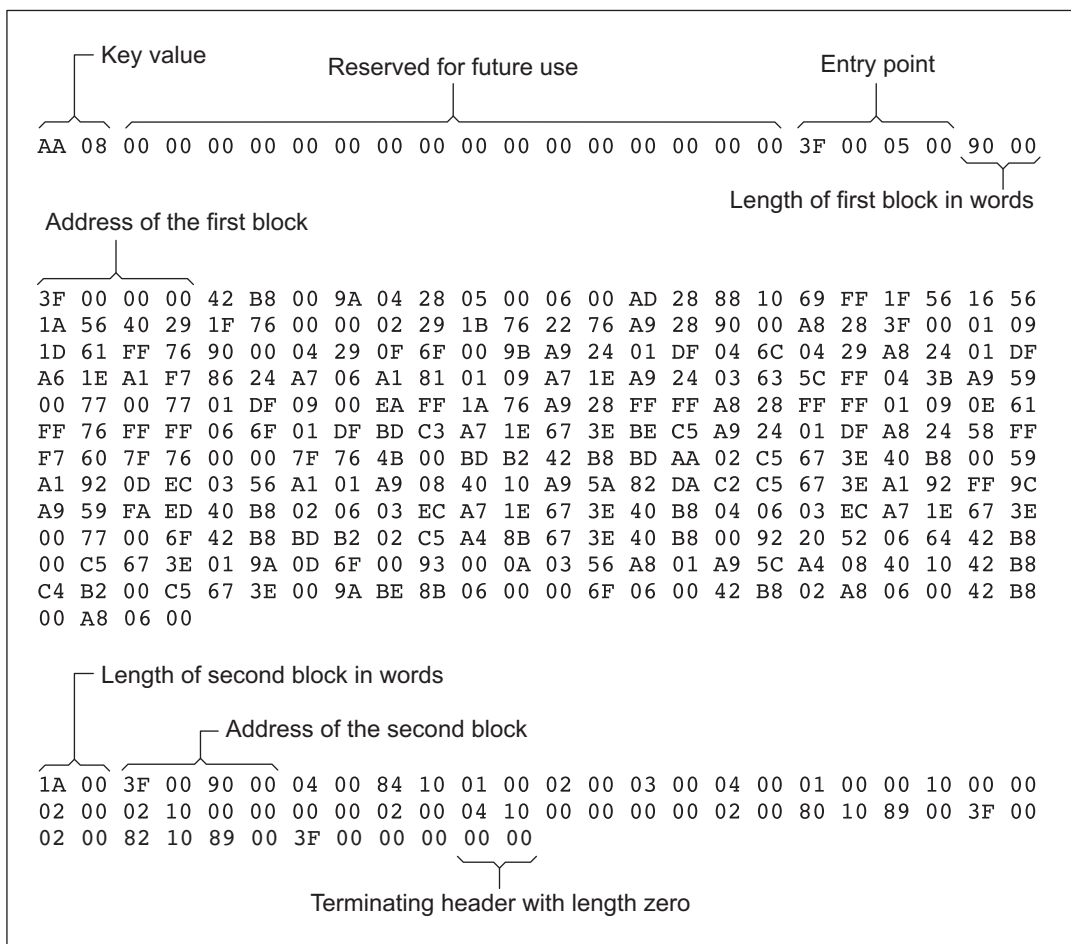 Key value
Reserved for future use
Entry point
AA 08 00 00 00 00 00 00 00 00 00 00 00 00 00 00 00 00 3F 00 05 00 90 00
Length of first block in words
Address of the first block
3F 00 00 00 42 B8 00 9A 04 28 05 00 06 00 AD 28 88 10 69 FF 1F 56 16 56
1A 56 40 29 1F 76 00 00 02 29 1B 76 22 76 A9 28 90 00 A8 28 3F 00 01 09
1D 61 FF 76 90 00 04 29 0F 6F 00 9B A9 24 01 DF 04 6C 04 29 A8 24 01 DF
A6 1E A1 F7 86 24 A7 06 A1 81 01 09 A7 1E A9 24 03 63 5C FF 04 3B A9 59
00 77 00 77 01 DF 09 00 EA FF 1A 76 A9 28 FF FF A8 28 FF FF 01 09 0E 61
FF 76 FF FF 06 6F 01 DF BD C3 A7 1E 67 3E BE C5 A9 24 01 DF A8 24 58 FF
F7 60 7F 76 00 00 7F 76 4B 00 BD B2 42 B8 BD AA 02 C5 67 3E 40 B8 00 59
A1 92 0D EC 03 56 A1 01 A9 08 40 10 A9 5A 82 DA C2 C5 67 3E A1 92 FF 9C
A9 59 FA ED 40 B8 02 06 03 EC A7 1E 67 3E 40 B8 04 06 03 EC A7 1E 67 3E
00 77 00 6F 42 B8 BD B2 02 C5 A4 8B 67 3E 40 B8 00 92 20 52 06 64 42 B8
00 C5 67 3E 01 9A 0D 6F 00 93 00 0A 03 56 A8 01 A9 5C A4 08 40 10 42 B8
C4 B2 00 C5 67 3E 00 9A BE 8B 06 00 00 6F 06 00 42 B8 02 A8 06 00 42 B8
00 A8 06 00
Length of second block in words
Address of the second block
1A 00 3F 00 90 00 04 00 84 10 01 00 02 00 03 00 04 00 01 00 00 10 00 00
02 00 02 10 00 00 00 00 02 00 04 10 00 00 00 00 02 00 80 10 89 00 3F 00
02 00 82 10 89 00 3F 00 00 00 00 00
Terminating header with length zero